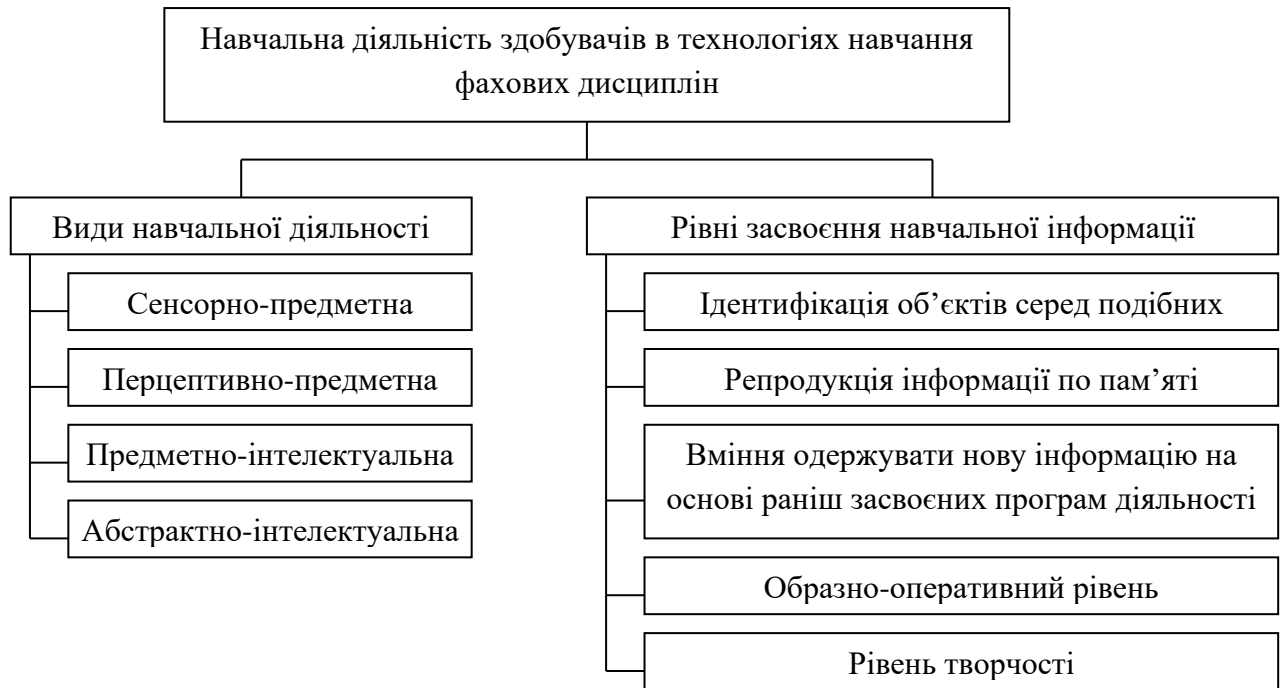 Навчальна діяльність здобувачів в технологіях навчання
фахових дисциплін
Види навчальної діяльності
Сенсорно-предметна
Перцептивно-предметна
Предметно-інтелектуальна
Абстрактно-інтелектуальна
Рівні засвоєння навчальної інформації
Ідентифікація об’єктів серед подібних
Репродукція інформації по пам’яті
Вміння одержувати нову інформацію на
основі раніш засвоєних програм діяльності
Образно-оперативний рівень
Рівень творчості